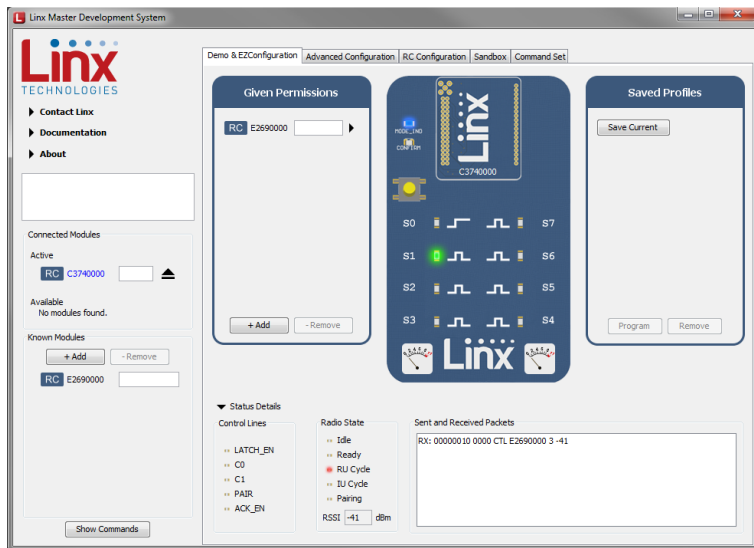 Linx Master Development System
Linx
TECHNOLOGIES
Contact Linx
Documentation
About
Connected Modules
Active
RC C3740000
Available
No modules found.
Known Modules
+ Add - Remove
RC E2690000
Show Commands
Demo & EZConfiguration Advanced Configuration RC Configuration Sandbox Command Set
Given Permissions
RC E2690000
+ Add - Remove
MODE_IND
CONFIRM
Linx
C3740000
S0 S7
S1 S6
S2 S5
S3 S4
Linx
Saved Profiles
Save Current
Program Remove
Status Details
Control Lines
LATCH_EN
C0
C1
PAIR
ACK_EN
Radio State
Idle
Ready
RU Cycle
IU Cycle
Pairing
RSSI -41 dBm
Sent and Received Packets
RX: 00000010 0000 CTL E2690000 3 -41